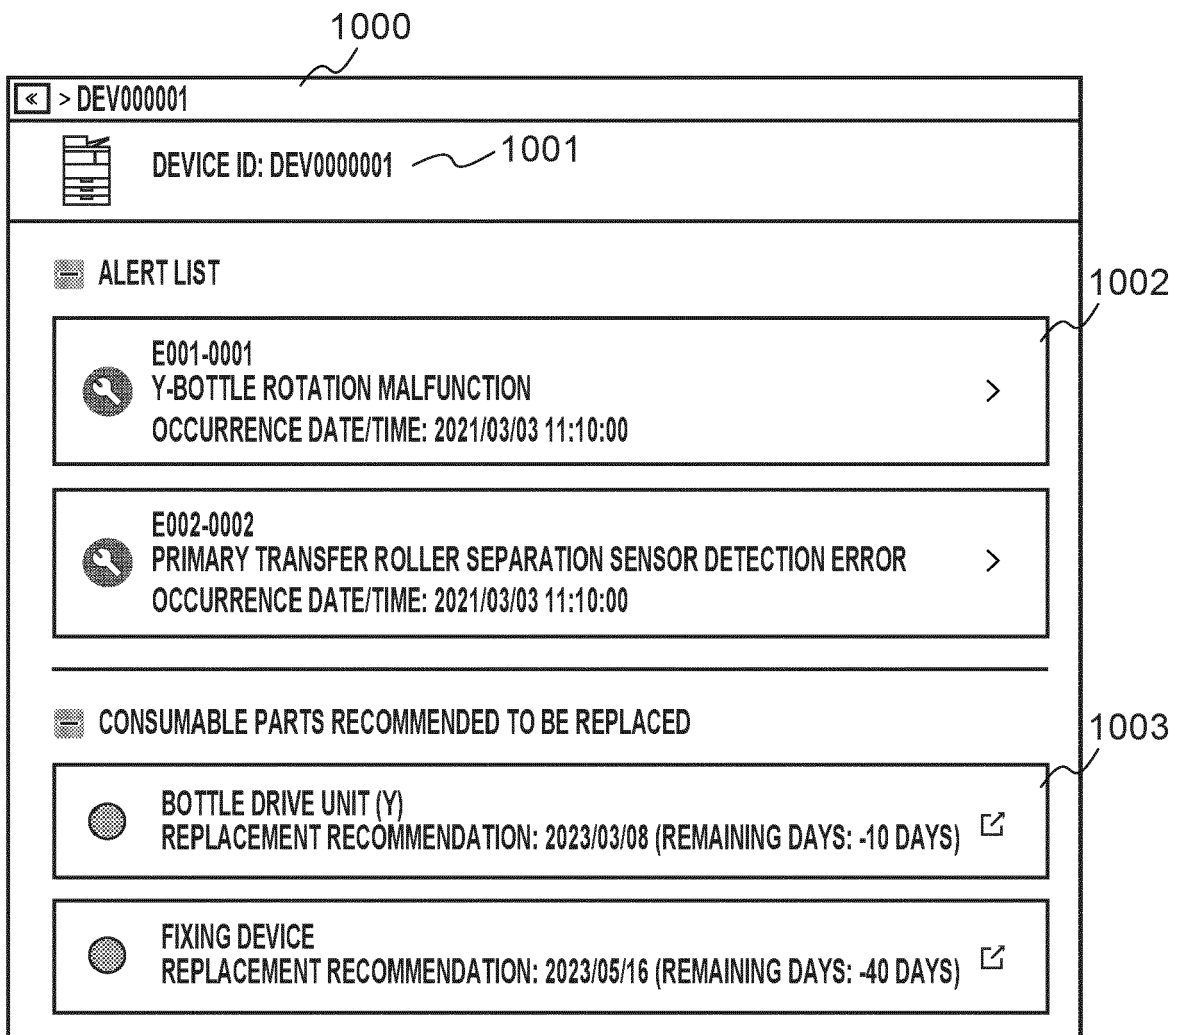 1000
« > DEV000001
DEVICE ID: DEV0000001
1001
ALERT LIST
1002
E001-0001
Y-BOTTLE ROTATION MALFUNCTION
OCCURRENCE DATE/TIME: 2021/03/03 11:10:00
>
E002-0002
PRIMARY TRANSFER ROLLER SEPARATION SENSOR DETECTION ERROR
OCCURRENCE DATE/TIME: 2021/03/03 11:10:00
>
CONSUMABLE PARTS RECOMMENDED TO BE REPLACED
1003
BOTTLE DRIVE UNIT (Y)
REPLACEMENT RECOMMENDATION: 2023/03/08 (REMAINING DAYS: -10 DAYS)
FIXING DEVICE
REPLACEMENT RECOMMENDATION: 2023/05/16 (REMAINING DAYS: -40 DAYS)